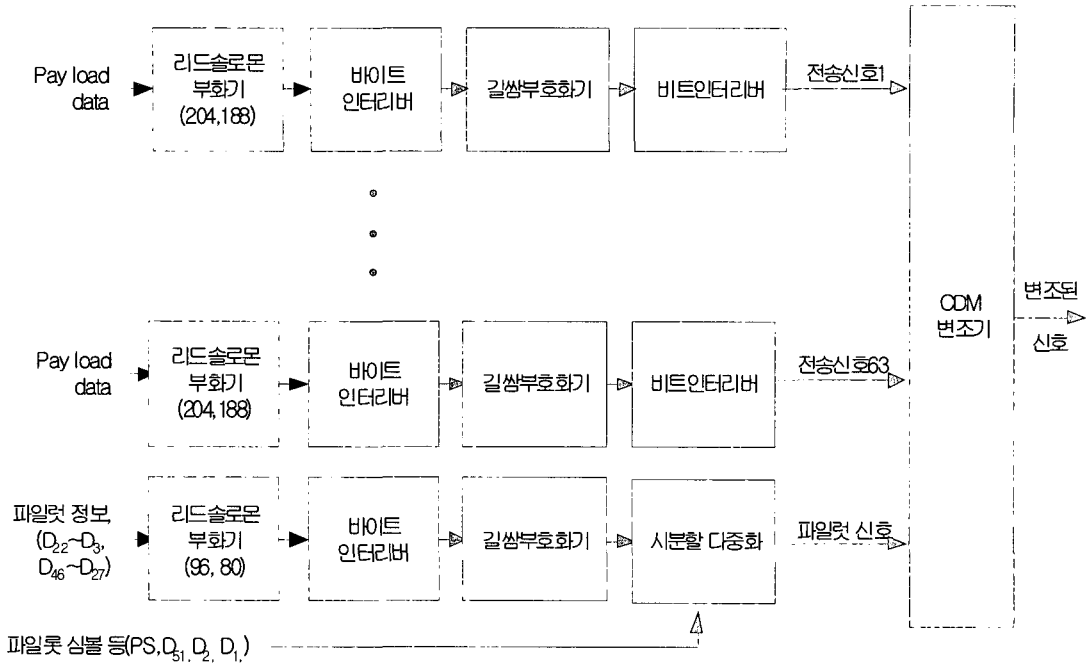 Pay load
data
리드솔로몬
부화기
(204,188)
바이트
인터리버
길쌈부호화기
비트인터리버
전송신호1
CDM
변조기
변조된
신호
Pay load
data
리드솔로몬
부화기
(204,188)
바이트
인터리버
길쌈부호화기
비트인터리버
전송신호63
파일럿 정보,
(D22~D3,
D46~D27)
리드솔로몬
부화기
(96, 80)
바이트
인터리버
길쌈부호화기
시분할 다중화
파일럿 신호
파일롯 심볼 등(PS,D51, D2, D1,)